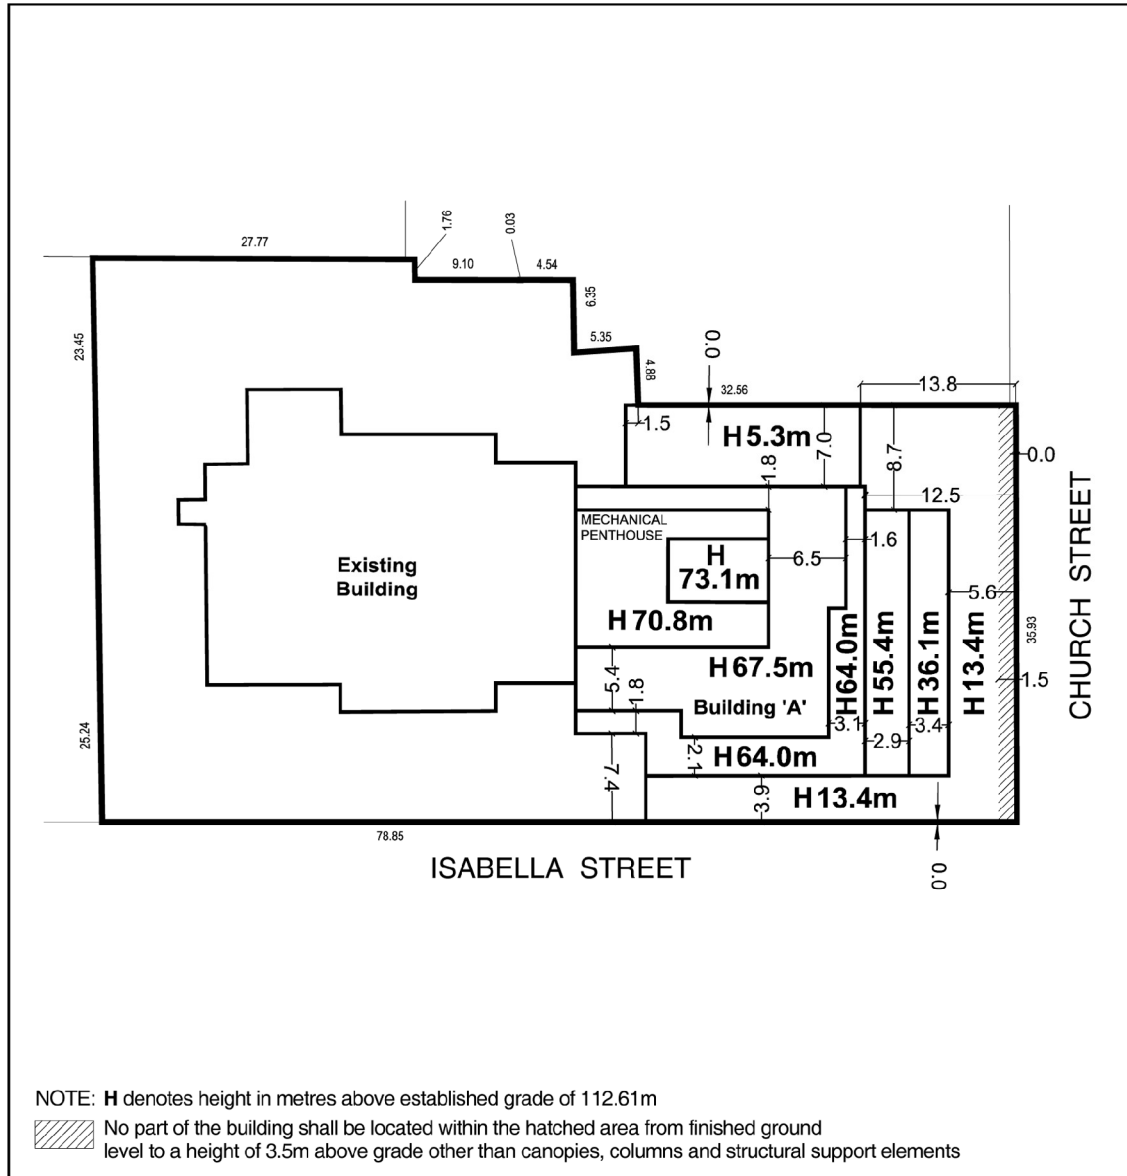 27.77
1.76
9.10
0.03
4.54
6.35
5.35
4.88
23.45
0.0
32.56
13.8
1.5
H 5.3m
7.0
8.7
1.8
0.0
12.5
MECHANICAL
PENTHOUSE
1.6
6.5
H
73.1m
Existing
Building
5.6
H 70.8m
H 67.5m
H 64.0m
H 55.4m
H 36.1m
H 13.4m
35.93
CHURCH STREET
5.4
1.8
Building 'A'
1.5
3.1
3.4
2.9
25.24
2.1
H 64.0m
7.4
3.9
H 13.4m
78.85
ISABELLA STREET
0.0
NOTE: H denotes height in metres above established grade of 112.61m
No part of the building shall be located within the hatched area from finished ground
level to a height of 3.5m above grade other than canopies, columns and structural support elements